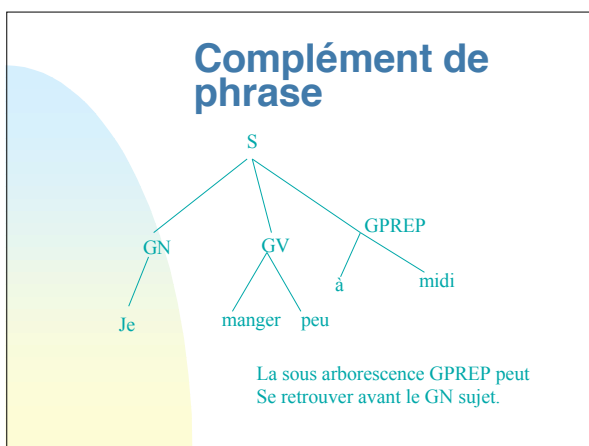 Complément de
phrase
S
GPREP
GN
GV
à
midi
Je
manger
peu
La sous arborescence GPREP peut
Se retrouver avant le GN sujet.